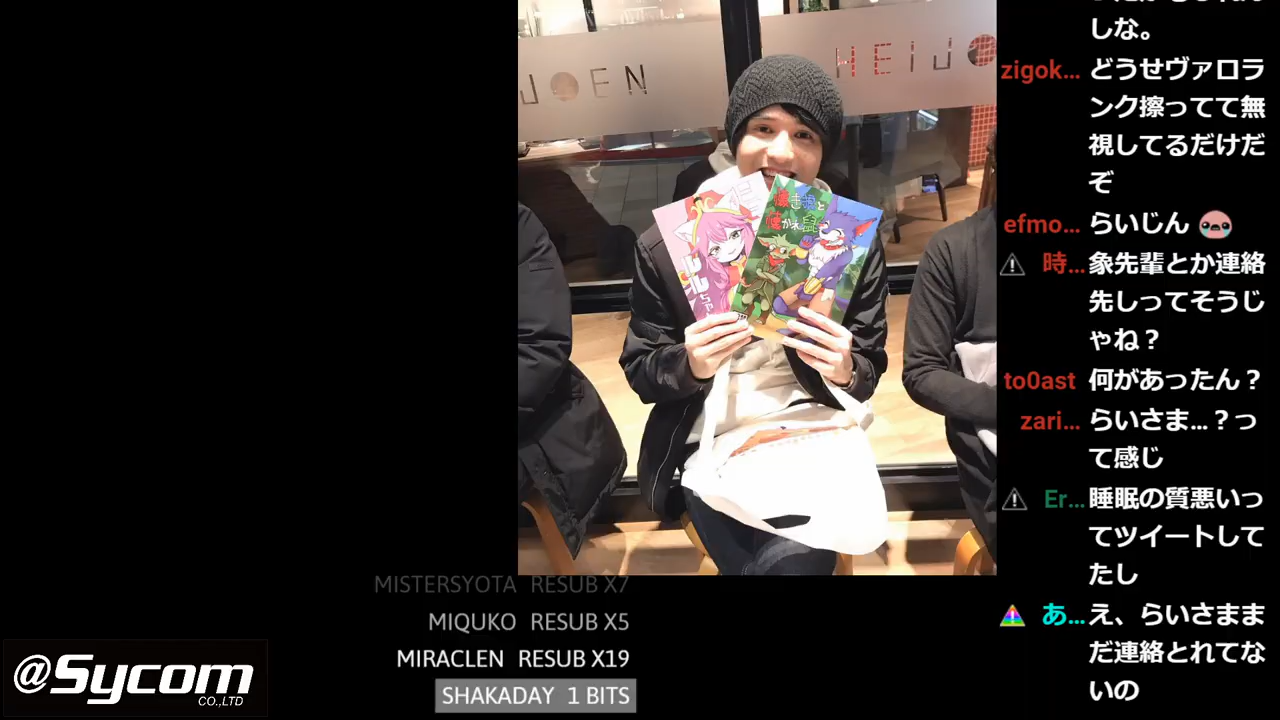 しな。
zigok... どうせヴァロラ
ンク擦ってて無
視してるだけだ
ぞ
efmo... らいじん
時... 象先輩とか連絡
先しってそうじ
ゃね？
to0ast 何があったん？
zari... らいさま...？っ
て感じ
Er... 睡眠の質悪いっ
てツイートして
たし
あ... え、らいさまま
だ連絡とれてな
いの
JOEN
HEIJO
MISTERSYOTA RESUB X7
MIQUKO RESUB X5
MIRACLEN RESUB X19
SHAKADAY 1 BITS
@Sycom
CO.,LTD